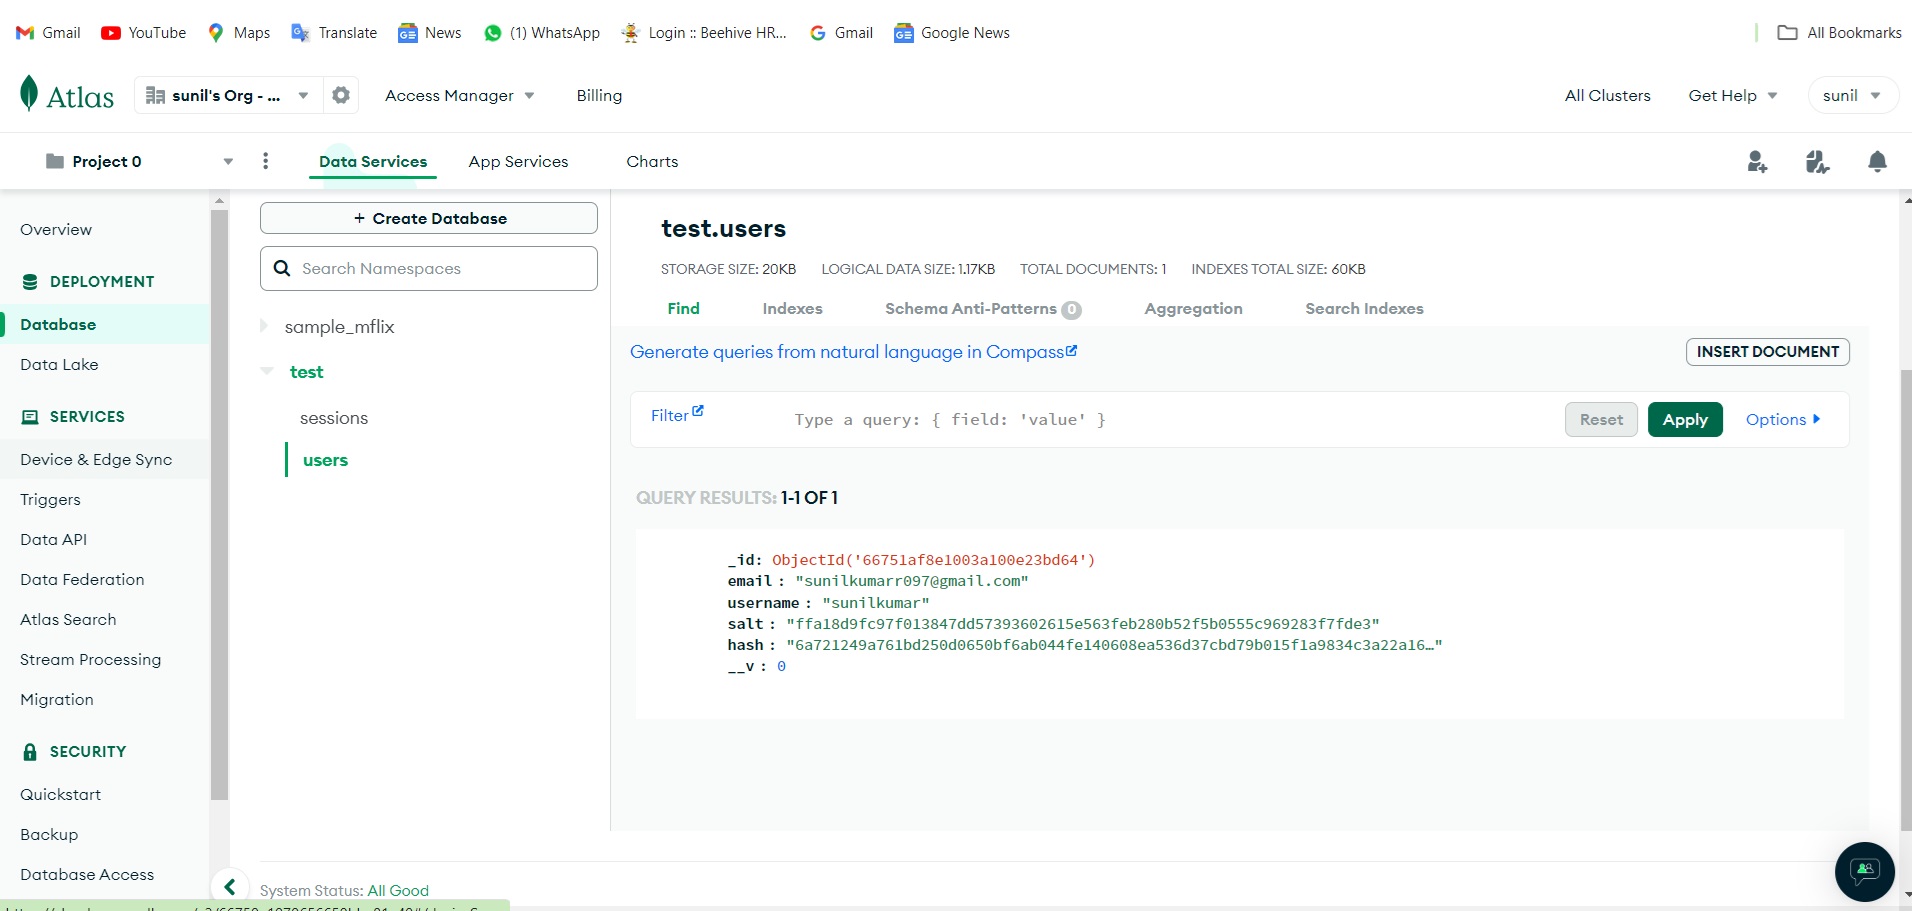 Gmail YouTube Maps Translate News (1) WhatsApp Login :: Beehive HR... Gmail Google News All Bookmarks
Atlas sunil's Org - ... Access Manager Billing All Clusters Get Help sunil
Project 0 Data Services App Services Charts
Overview
DEPLOYMENT
Database
Data Lake
SERVICES
Device & Edge Sync
Triggers
Data API
Data Federation
Atlas Search
Stream Processing
Migration
SECURITY
Quickstart
Backup
Database Access
+ Create Database
Search Namespaces
sample_mflix
test
sessions
users
test.users
STORAGE SIZE: 20KB LOGICAL DATA SIZE: 1.17KB TOTAL DOCUMENTS: 1 INDEXES TOTAL SIZE: 60KB
Find Indexes Schema Anti-Patterns 0 Aggregation Search Indexes
Generate queries from natural language in Compass
INSERT DOCUMENT
Filter Type a query: { field: 'value' } Reset Apply Options
QUERY RESULTS: 1-1 OF 1
_id: ObjectId('66751af8e1003a100e23bd64')
email : "sunilkumarr097@gmail.com"
username : "sunilkumar"
salt : "ffa18d9fc97f013847dd57393602615e563feb280b52f5b0555c969283f7fde3"
hash : "6a721249a761bd250d0650bf6ab044fe140608ea536d37cbd79b015f1a9834c3a22a16…"
__v : 0
System Status: All Good